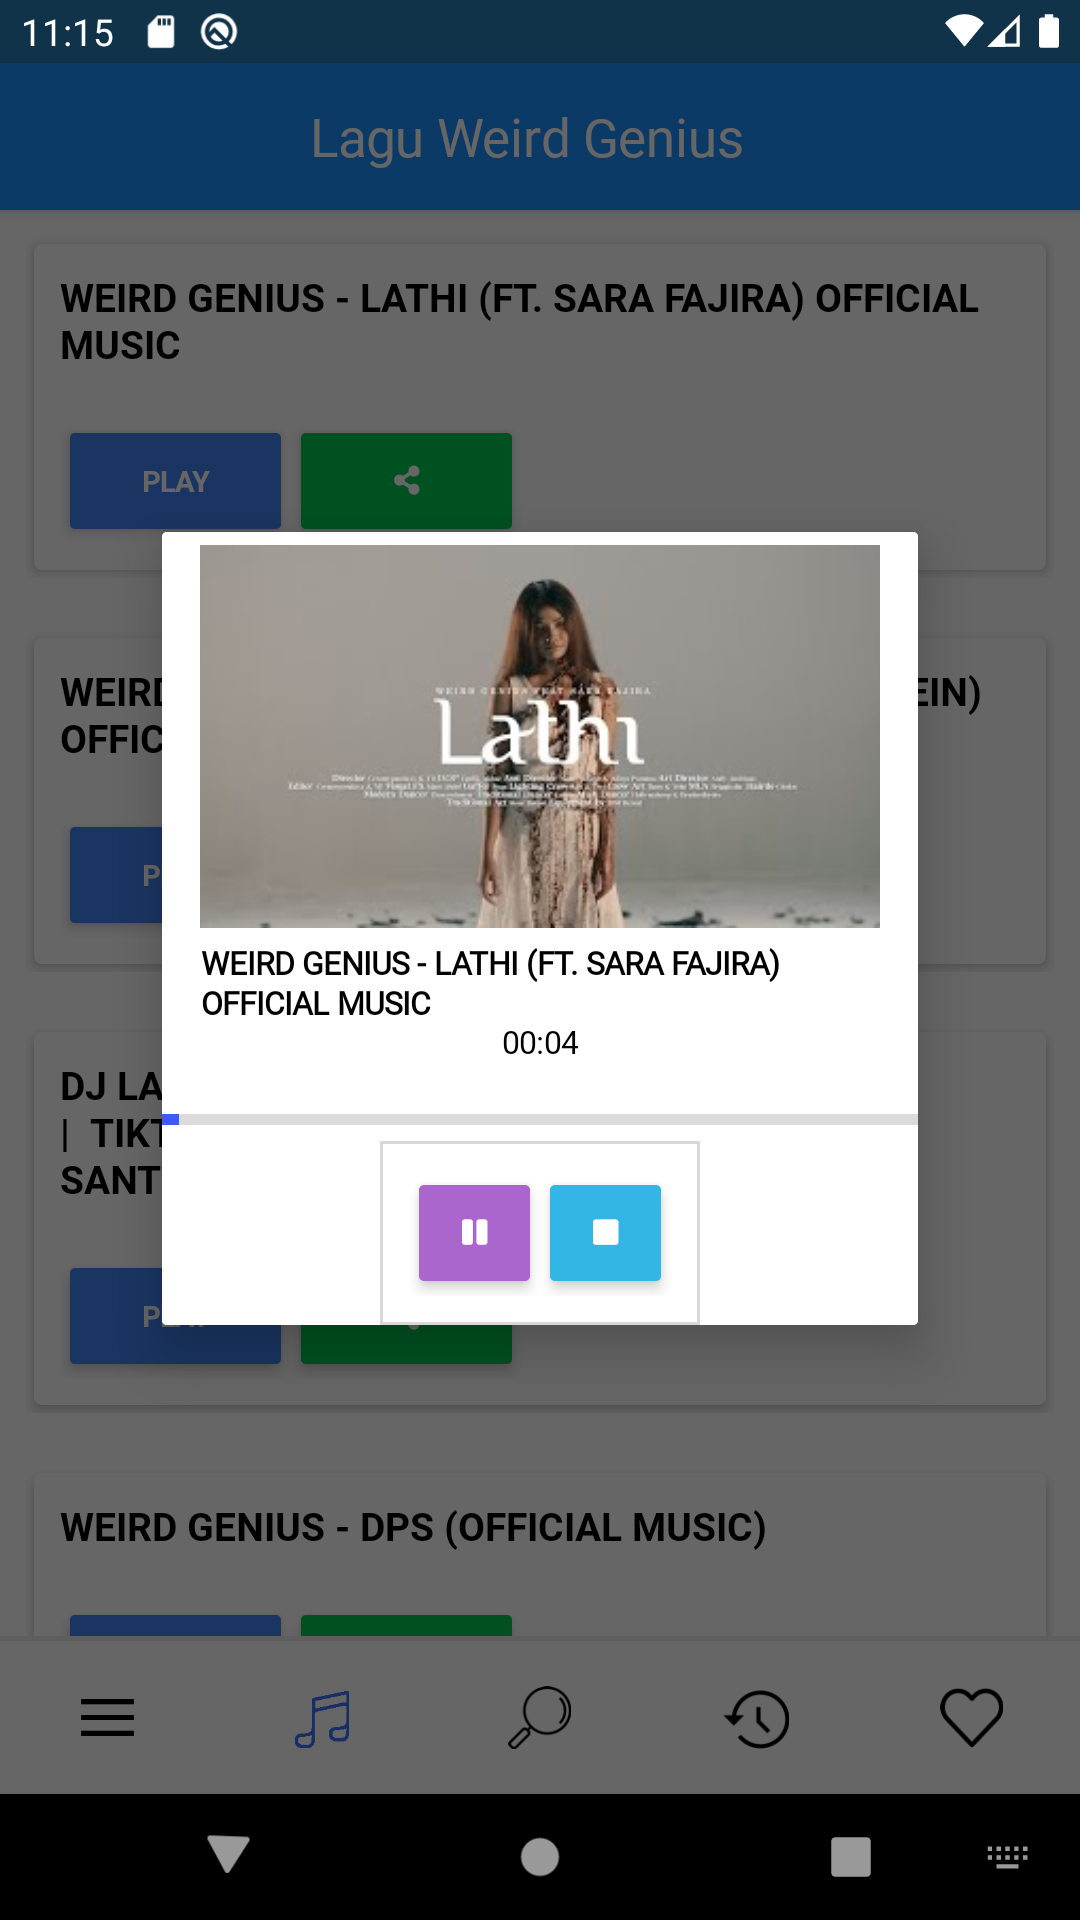 11:15
Lagu Weird Genius
WEIRD GENIUS - LATHI (FT. SARA FAJIRA) OFFICIAL
MUSIC
PLAY
WEIRD
EIN)
OFFIC
P
WEIRD GENIUS FEAT SARA FAJIRA
Lathi
WEIRD GENIUS - LATHI (FT. SARA FAJIRA)
OFFICIAL MUSIC
00:04
DJ LA
| TIKT
SANT
WEIRD GENIUS - DPS (OFFICIAL MUSIC)